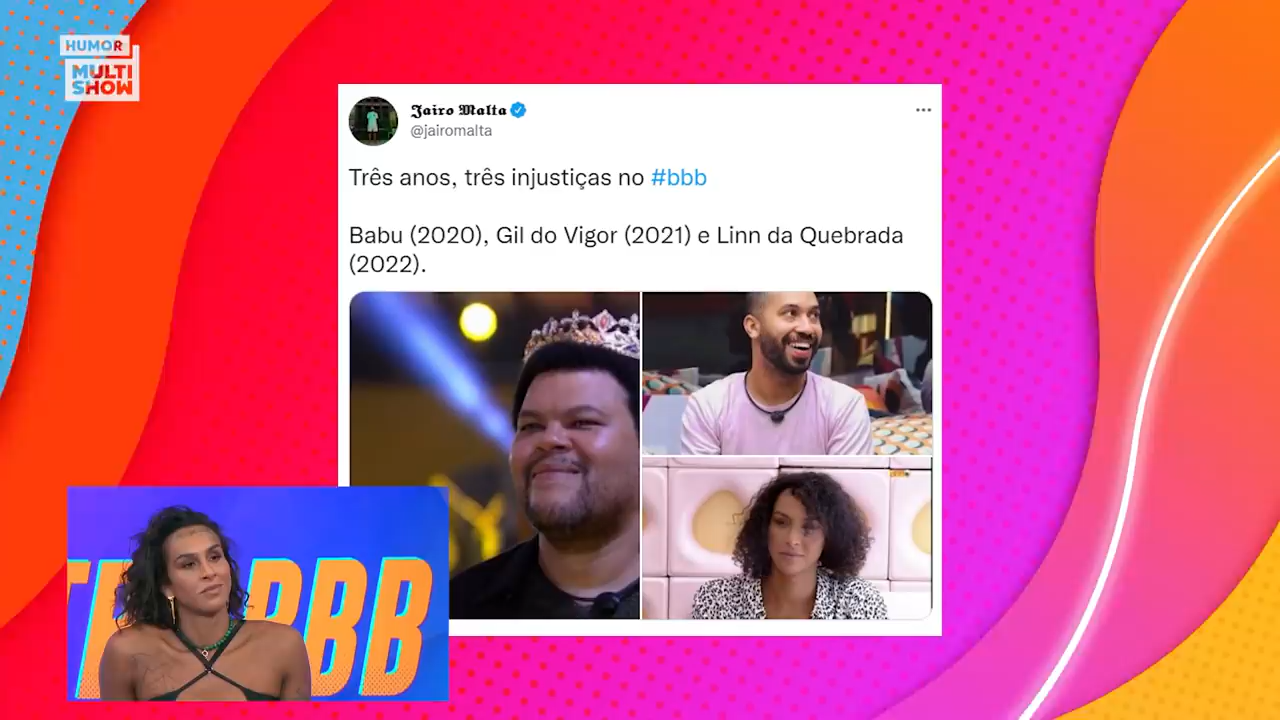 HUMOR
MULTI
SHOW
Jairo Malta
@jairomalta
Três anos, três injustiças no #bbb
Babu (2020), Gil do Vigor (2021) e Linn da Quebrada
(2022).
BBB